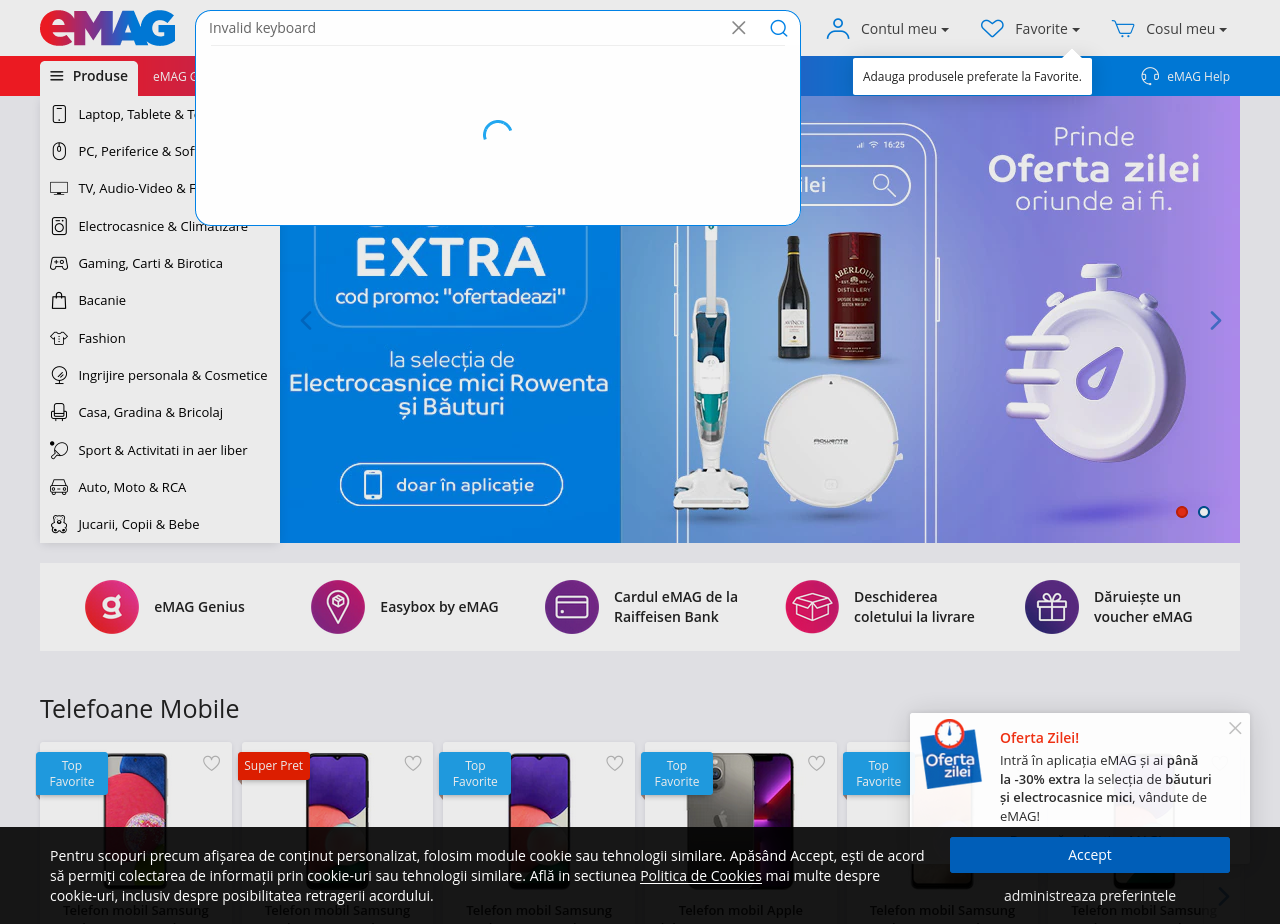 eMAG
Invalid keyboard
Contul meu
Favorite
Cosul meu
Produse
eMAG G
Adauga produsele preferate la Favorite.
eMAG Help
Laptop, Tablete & Te
PC, Periferice & Sof
TV, Audio-Video & F
Electrocasnice & Climatizare
Gaming, Carti & Birotica
Bacanie
Fashion
Ingrijire personala & Cosmetice
Casa, Gradina & Bricolaj
Sport & Activitati in aer liber
Auto, Moto & RCA
Jucarii, Copii & Bebe
EXTRA
cod promo: "ofertadeazi"
la selecția de
Electrocasnice mici Rowenta
și Băuturi
doar în aplicație
16:25
zilei
ABERLOUR
DISTILLERY
12
ROWENTA
Prinde
Oferta zilei
oriunde ai fi.
eMAG Genius
Easybox by eMAG
Cardul eMAG de la
Raiffeisen Bank
Deschiderea
coletului la livrare
Dăruiește un
voucher eMAG
Telefoane Mobile
Top
Favorite
Super Pret
Top
Favorite
Top
Favorite
Top
Favorite
Oferta
zilei
Oferta Zilei!
Intră în aplicația eMAG și ai până
la -30% extra la selecția de băuturi
și electrocasnice mici, vândute de
eMAG!
Pentru scopuri precum afișarea de conținut personalizat, folosim module cookie sau tehnologii similare. Apăsând Accept, ești de acord
să permiți colectarea de informații prin cookie-uri sau tehnologii similare. Află in sectiunea Politica de Cookies mai multe despre
cookie-uri, inclusiv despre posibilitatea retragerii acordului.
Accept
administreaza preferintele
Telefon mobil Samsung
Telefon mobil Samsung
Telefon mobil Samsung
Telefon mobil Apple
Telefon mobil Samsung
Telefon mobil Samsung